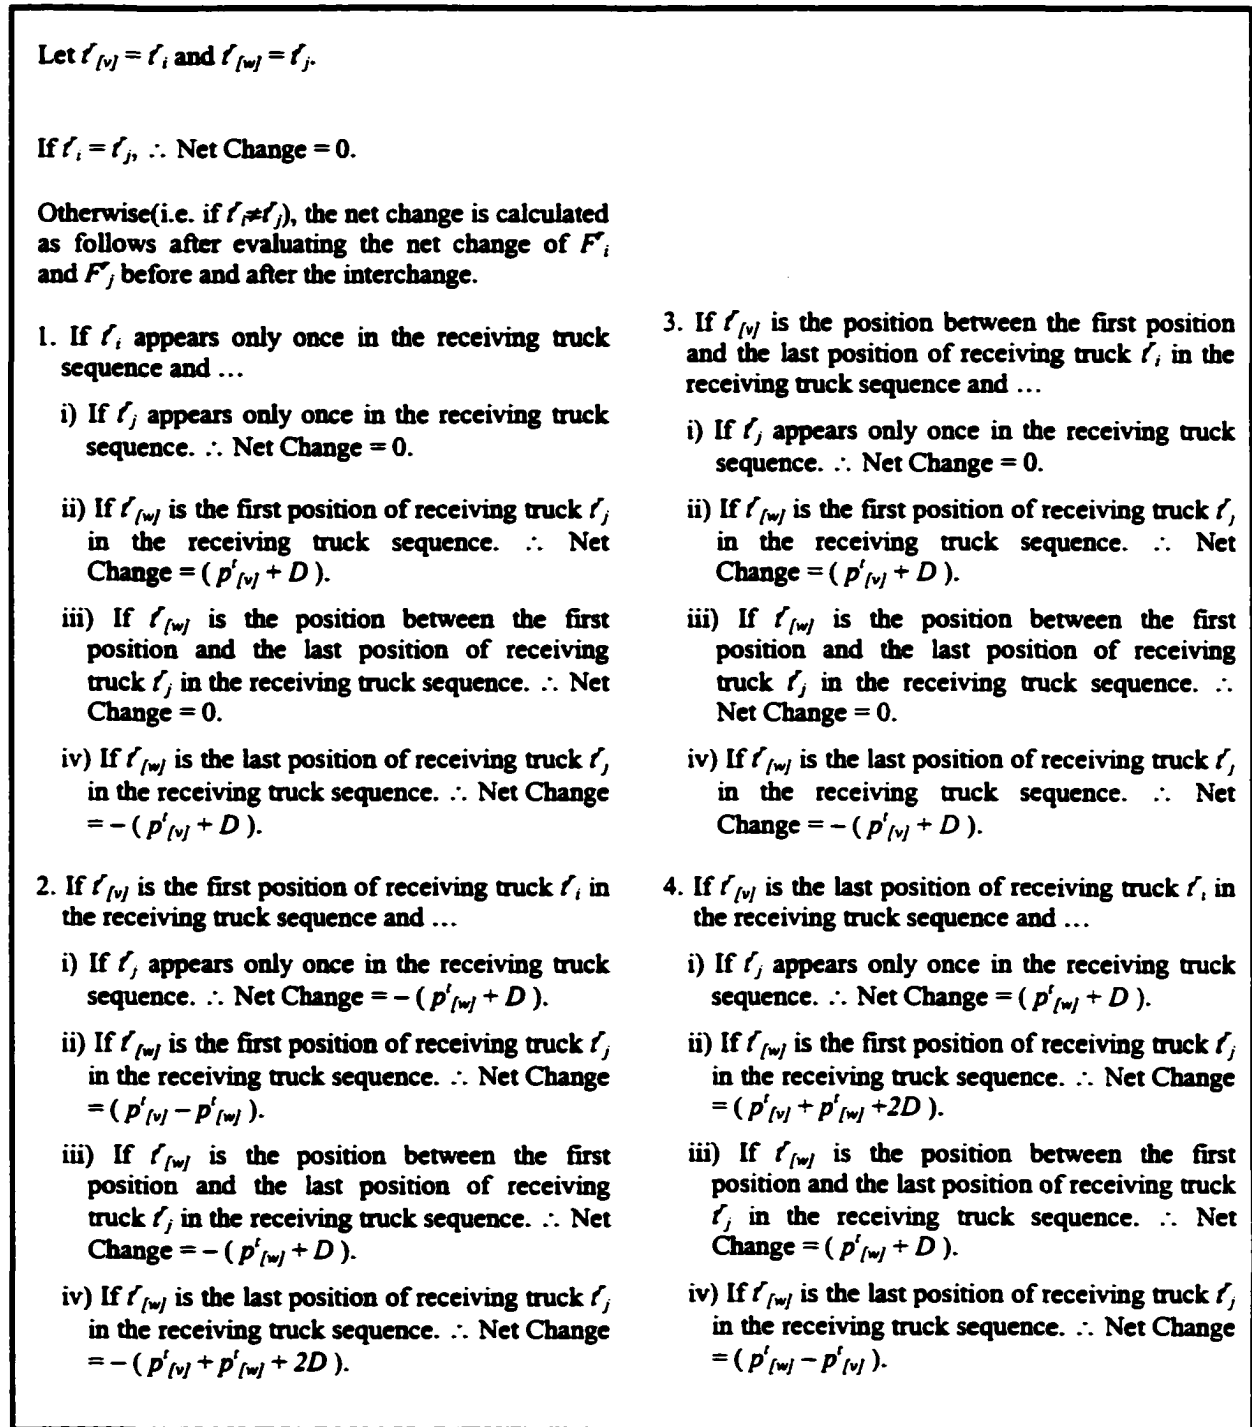 Let r'[v] = r'i and r'[w] = r'j.
If r'i = r'j, ∴ Net Change = 0.
Otherwise(i.e. if r'i≠r'j), the net change is calculated
as follows after evaluating the net change of F'i
and F'j before and after the interchange.
1. If r'i appears only once in the receiving truck
sequence and ...
i) If r'j appears only once in the receiving truck
sequence. ∴ Net Change = 0.
ii) If r'[w] is the first position of receiving truck r'j
in the receiving truck sequence. ∴ Net
Change = ( p'[v] + D ).
iii) If r'[w] is the position between the first
position and the last position of receiving
truck r'j in the receiving truck sequence. ∴ Net
Change = 0.
iv) If r'[w] is the last position of receiving truck r'j
in the receiving truck sequence. ∴ Net Change
= – ( p'[v] + D ).
2. If r'[v] is the first position of receiving truck r'i in
the receiving truck sequence and ...
i) If r'j appears only once in the receiving truck
sequence. ∴ Net Change = – ( p'[w] + D ).
ii) If r'[w] is the first position of receiving truck r'j
in the receiving truck sequence. ∴ Net Change
= ( p'[v] – p'[w] ).
iii) If r'[w] is the position between the first
position and the last position of receiving
truck r'j in the receiving truck sequence. ∴ Net
Change = – ( p'[w] + D ).
iv) If r'[w] is the last position of receiving truck r'j
in the receiving truck sequence. ∴ Net Change
= – ( p'[v] + p'[w] + 2D ).
3. If r'[v] is the position between the first position
and the last position of receiving truck r'i in the
receiving truck sequence and ...
i) If r'j appears only once in the receiving truck
sequence. ∴ Net Change = 0.
ii) If r'[w] is the first position of receiving truck r'j
in the receiving truck sequence. ∴ Net
Change = ( p'[v] + D ).
iii) If r'[w] is the position between the first
position and the last position of receiving
truck r'j in the receiving truck sequence. ∴
Net Change = 0.
iv) If r'[w] is the last position of receiving truck r'j
in the receiving truck sequence. ∴ Net
Change = – ( p'[v] + D ).
4. If r'[v] is the last position of receiving truck r'i in
the receiving truck sequence and ...
i) If r'j appears only once in the receiving truck
sequence. ∴ Net Change = ( p'[w] + D ).
ii) If r'[w] is the first position of receiving truck r'j
in the receiving truck sequence. ∴ Net Change
= ( p'[v] + p'[w] +2D ).
iii) If r'[w] is the position between the first
position and the last position of receiving truck
r'j in the receiving truck sequence. ∴ Net
Change = ( p'[w] + D ).
iv) If r'[w] is the last position of receiving truck r'j
in the receiving truck sequence. ∴ Net Change
= ( p'[w] – p'[v] ).